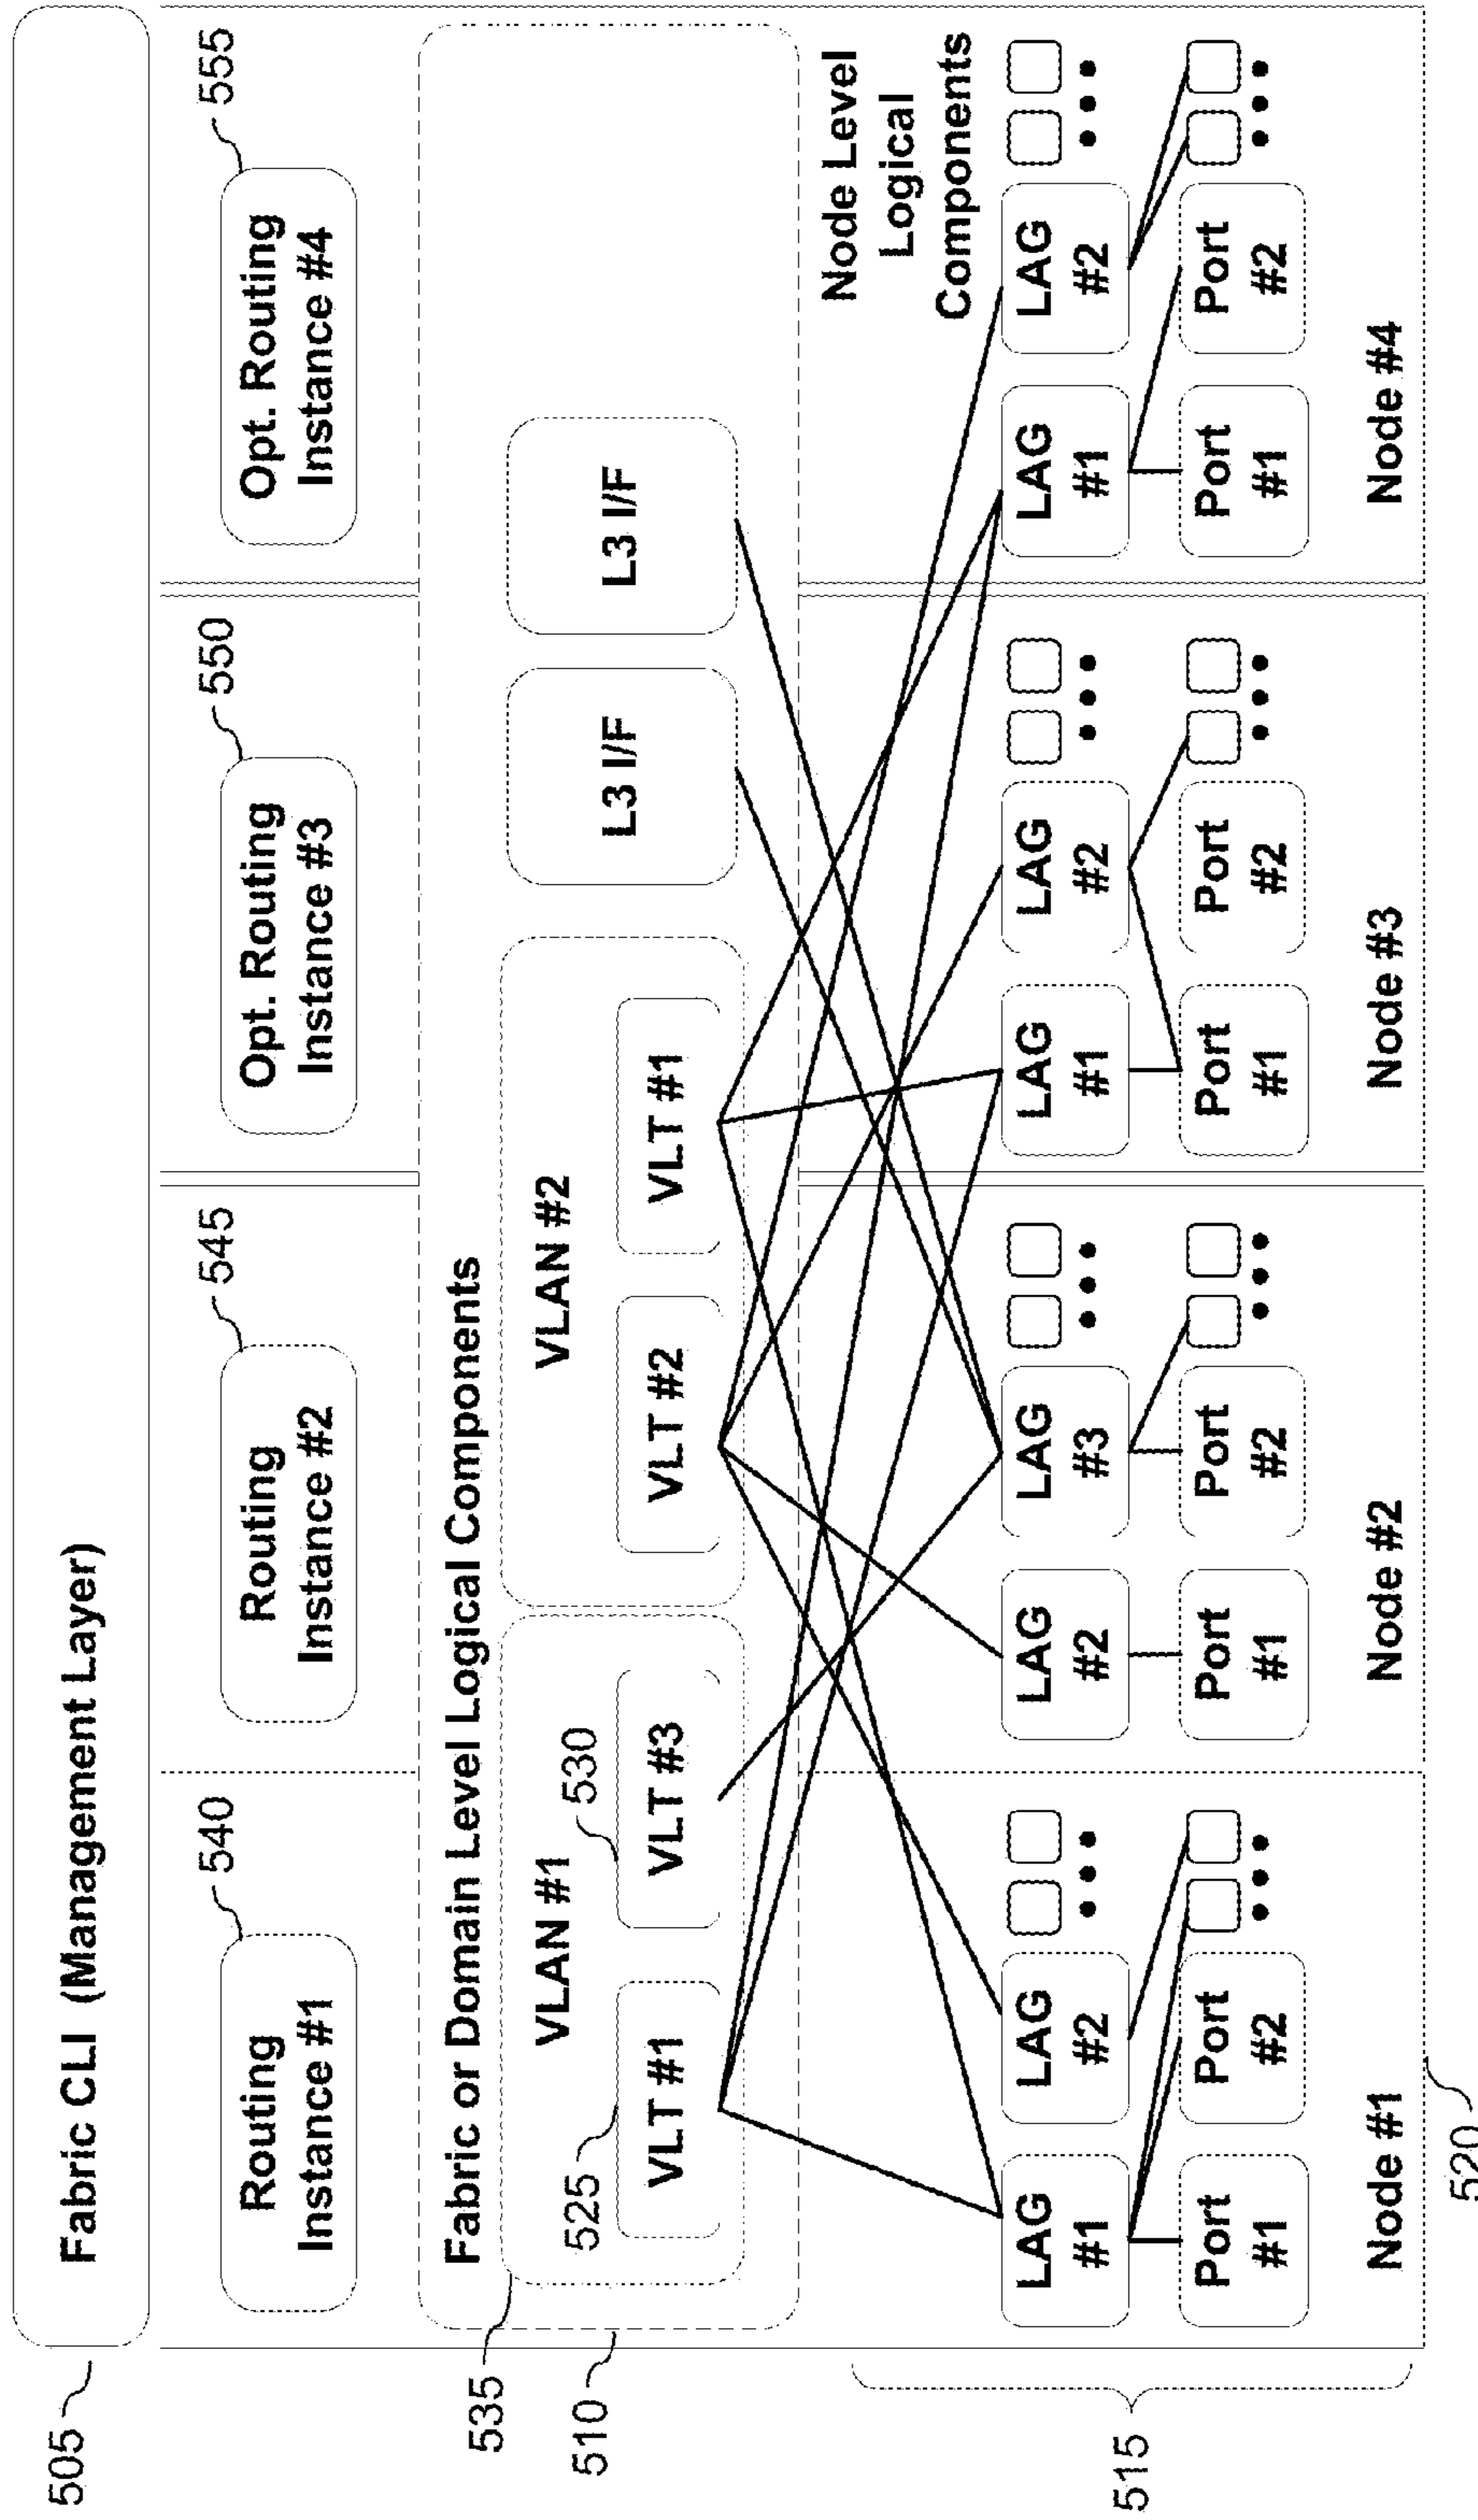 505
Fabric CLI (Management Layer)
540
545
550
555
Routing
Instance #1
Routing
Instance #2
Opt. Routing
Instance #3
Opt. Routing
Instance #4
535
510
Fabric or Domain Level Logical Components
VLAN #1
525
530
VLT #1
VLT #3
VLAN #2
VLT #2
VLT #1
L3 I/F
L3 I/F
Node Level
Logical
Components
515
LAG
#1
LAG
#2
Port
#1
Port
#2
Node #1
LAG
#2
LAG
#3
Port
#1
Port
#2
Node #2
LAG
#1
LAG
#2
Port
#1
Port
#2
Node #3
LAG
#1
LAG
#2
Port
#1
Port
#2
Node #4
520